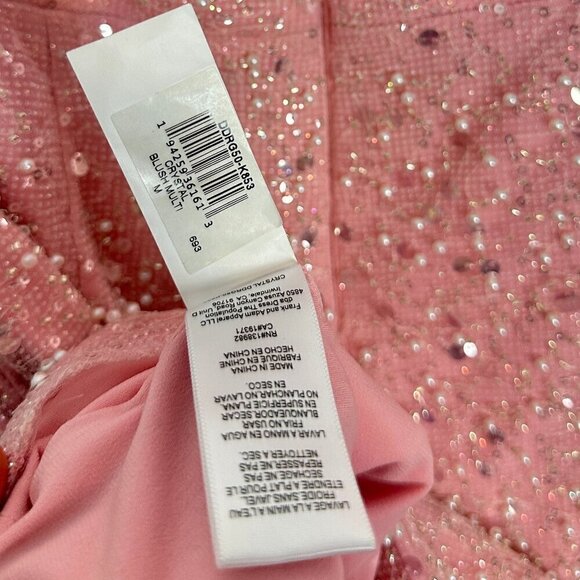 DDRG50-K853
1 94259 36161 3
CRYSTAL
BLUSH MULTI
M
693
LAVAGE A LA MAIN A L'EAU
FROIDE SANS JAVEL.
ETENDRE A PLAT POUR LE
SECHAGE.NE PAS
REPASSER.NE PAS
NETTOYER A SEC.
LAVAR A MANO EN AGUA
FRIA.NO USAR
BLANQUEADOR.SECAR
EN SUPERFICIE PLANA.
NO PLANCHAR.NO LAVAR
EN SECO.
MADE IN CHINA
FABRIQUÉ EN CHINE
HECHO EN CHINA
RN#138982
CA#19371
Frank and Adam Apparel LLC
dba Dress The Population
4850 Azusa Canyon Road Unit D
Irwindale, CA. 91706